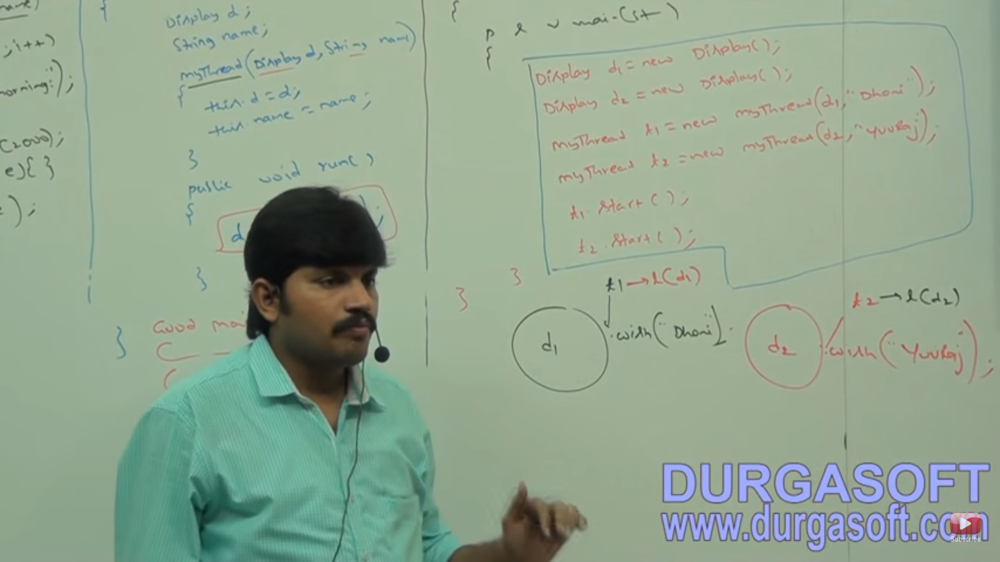 name)
;i++)
morning:");
(2000);
e){}
);
{
Display d;
String name;
myThread(Display d, String name)
{
this.d=d;
this.name=name;
}
public void run()
{
d
);
}
}
Good mo
{
p s v main(st )
{
Display d1=new Display();
Display d2=new Display();
myThread t1=new myThread(d1,"Dhoni");
myThread t2=new myThread(d2,"Yuvraj);
t1.start();
t2.start();
}
}
t1→l(d1)
d1 .wish("Dhoni");
t2→l(d2)
d2 .wish("Yuvraj");
DURGASOFT
www.durgasoft.com
Subscribe